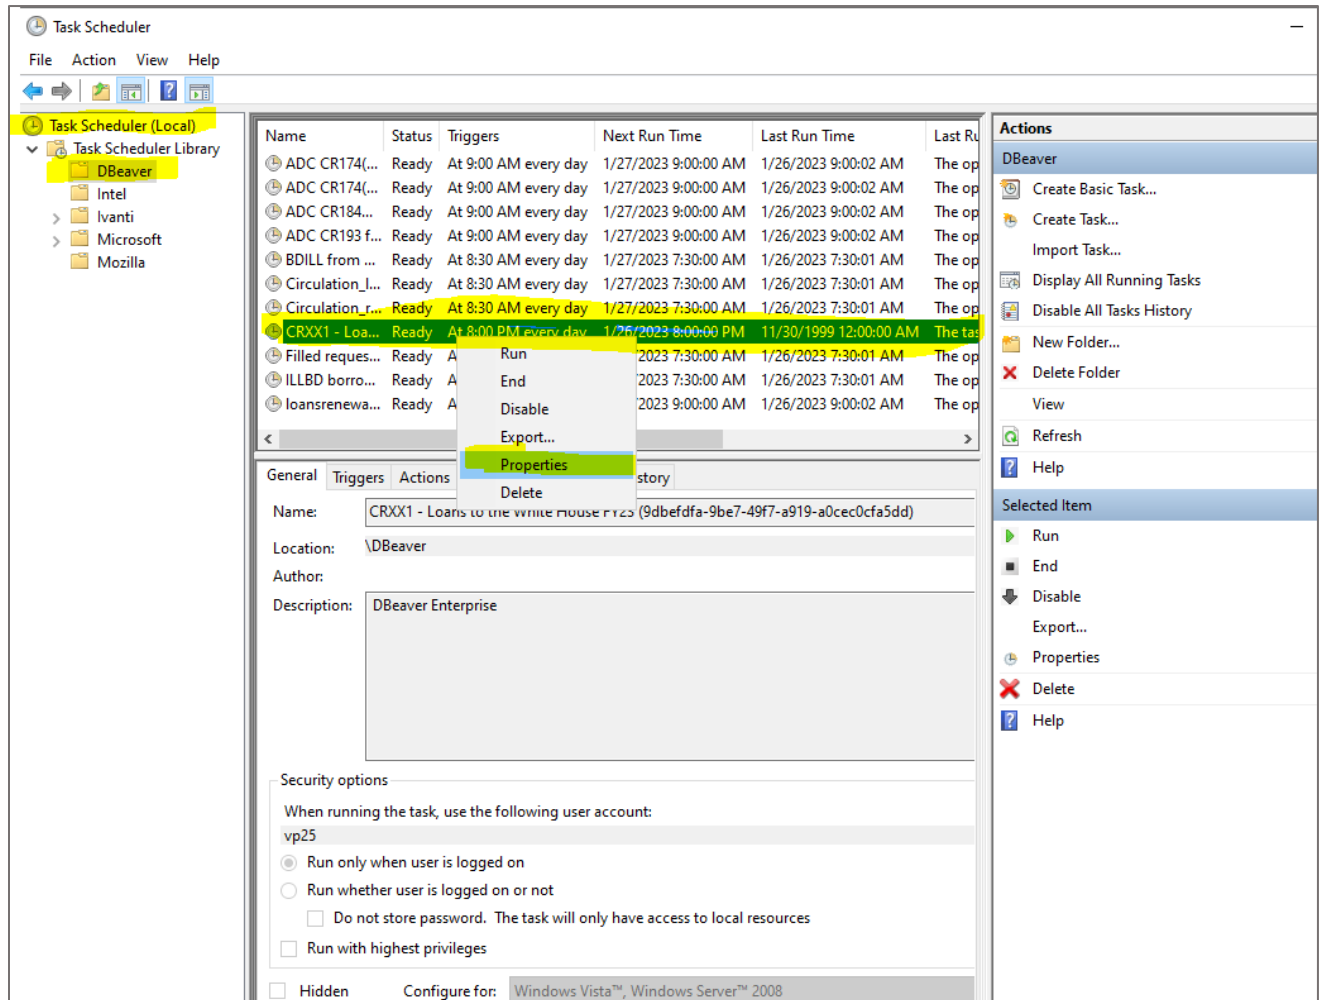 Task Scheduler
File Action View Help
Task Scheduler (Local)
Task Scheduler Library
DBeaver
Intel
Ivanti
Microsoft
Mozilla
Name Status Triggers Next Run Time Last Run Time Last Ru
ADC CR174(... Ready At 9:00 AM every day 1/27/2023 9:00:00 AM 1/26/2023 9:00:02 AM The op
ADC CR174(... Ready At 9:00 AM every day 1/27/2023 9:00:00 AM 1/26/2023 9:00:02 AM The op
ADC CR184... Ready At 9:00 AM every day 1/27/2023 9:00:00 AM 1/26/2023 9:00:02 AM The op
ADC CR193 f... Ready At 9:00 AM every day 1/27/2023 9:00:00 AM 1/26/2023 9:00:02 AM The op
BDILL from ... Ready At 8:30 AM every day 1/27/2023 7:30:00 AM 1/26/2023 7:30:01 AM The op
Circulation_l... Ready At 8:30 AM every day 1/27/2023 7:30:00 AM 1/26/2023 7:30:01 AM The op
Circulation_r... Ready At 8:30 AM every day 1/27/2023 7:30:00 AM 1/26/2023 7:30:01 AM The op
CRXX1 - Loa... Ready At 8:00 PM every day 1/26/2023 8:00:00 PM 11/30/1999 12:00:00 AM The tas
Filled reques... Ready A 2023 7:30:00 AM 1/26/2023 7:30:01 AM The op
ILLBD borro... Ready A 2023 7:30:00 AM 1/26/2023 7:30:01 AM The op
loansrenewa... Ready A 2023 9:00:00 AM 1/26/2023 9:00:02 AM The op
Run
End
Disable
Export...
Properties
Delete
General Triggers Actions story
Name: CRXX1 - Loans to the White House FY23 (9dbefdfa-9be7-49f7-a919-a0cec0cfa5dd)
Location: \DBeaver
Author:
Description: DBeaver Enterprise
Security options
When running the task, use the following user account:
vp25
Run only when user is logged on
Run whether user is logged on or not
Do not store password. The task will only have access to local resources
Run with highest privileges
Hidden Configure for: Windows Vista™, Windows Server™ 2008
Actions
DBeaver
Create Basic Task...
Create Task...
Import Task...
Display All Running Tasks
Disable All Tasks History
New Folder...
Delete Folder
View
Refresh
Help
Selected Item
Run
End
Disable
Export...
Properties
Delete
Help